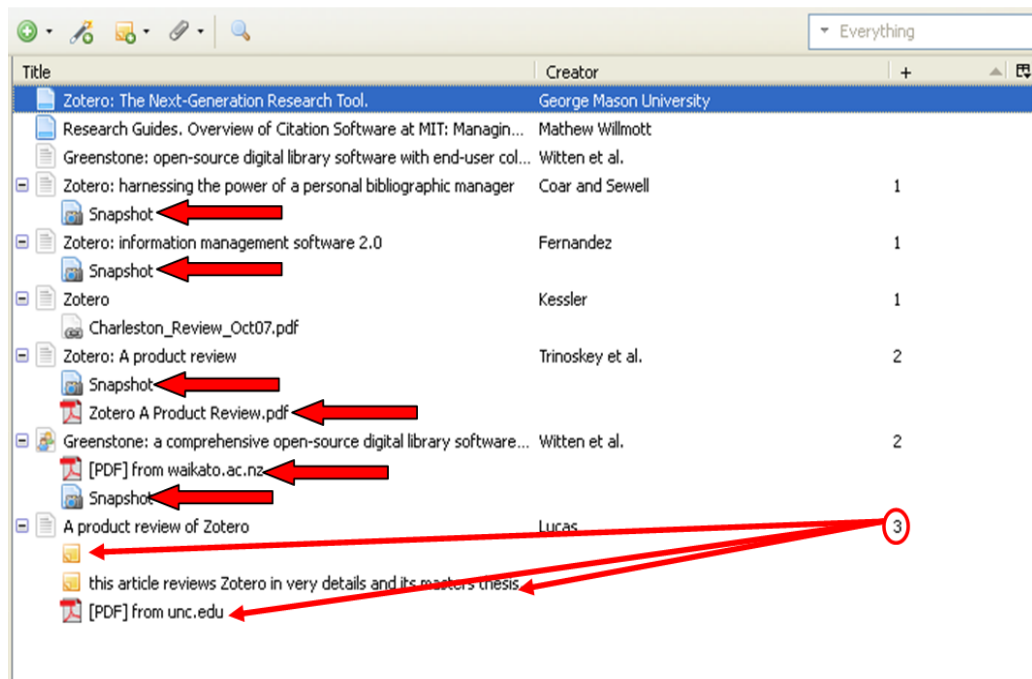 Everything
Title Creator +
Zotero: The Next-Generation Research Tool. George Mason University
Research Guides. Overview of Citation Software at MIT: Managin... Mathew Willmott
Greenstone: open-source digital library software with end-user col... Witten et al.
Zotero: harnessing the power of a personal bibliographic manager Coar and Sewell 1
Snapshot
Zotero: information management software 2.0 Fernandez 1
Snapshot
Zotero Kessler 1
Charleston_Review_Oct07.pdf
Zotero: A product review Trinoskey et al. 2
Snapshot
Zotero A Product Review.pdf
Greenstone: a comprehensive open-source digital library software... Witten et al. 2
[PDF] from waikato.ac.nz
Snapshot
A product review of Zotero Lucas 3
this article reviews Zotero in very details and its masters thesis
[PDF] from unc.edu